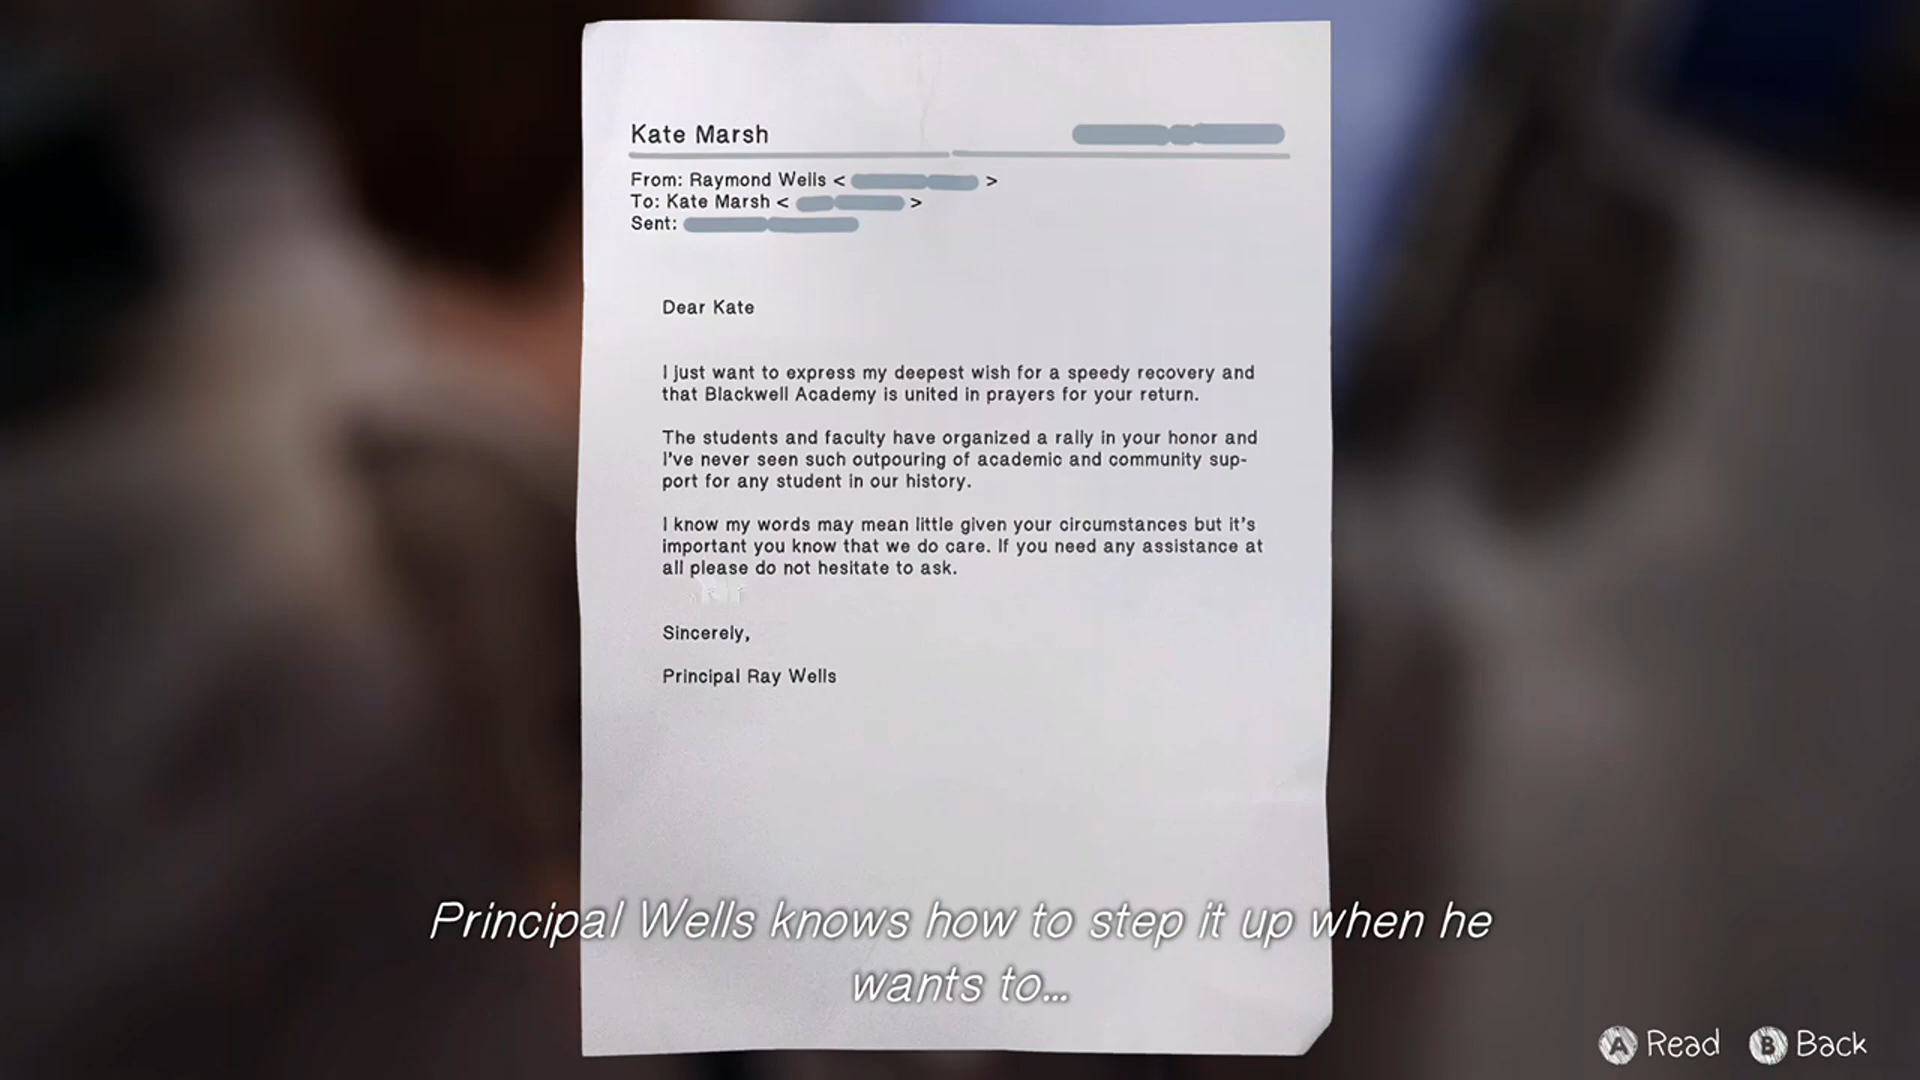 Kate Marsh
From: Raymond Wells < >
To: Kate Marsh < >
Sent:
Dear Kate
I just want to express my deepest wish for a speedy recovery and
that Blackwell Academy is united in prayers for your return.
The students and faculty have organized a rally in your honor and
I've never seen such outpouring of academic and community sup-
port for any student in our history.
I know my words may mean little given your circumstances but it's
important you know that we do care. If you need any assistance at
all please do not hesitate to ask.
Sincerely,
Principal Ray Wells
Principal Wells knows how to step it up when he
wants to...
A Read B Back